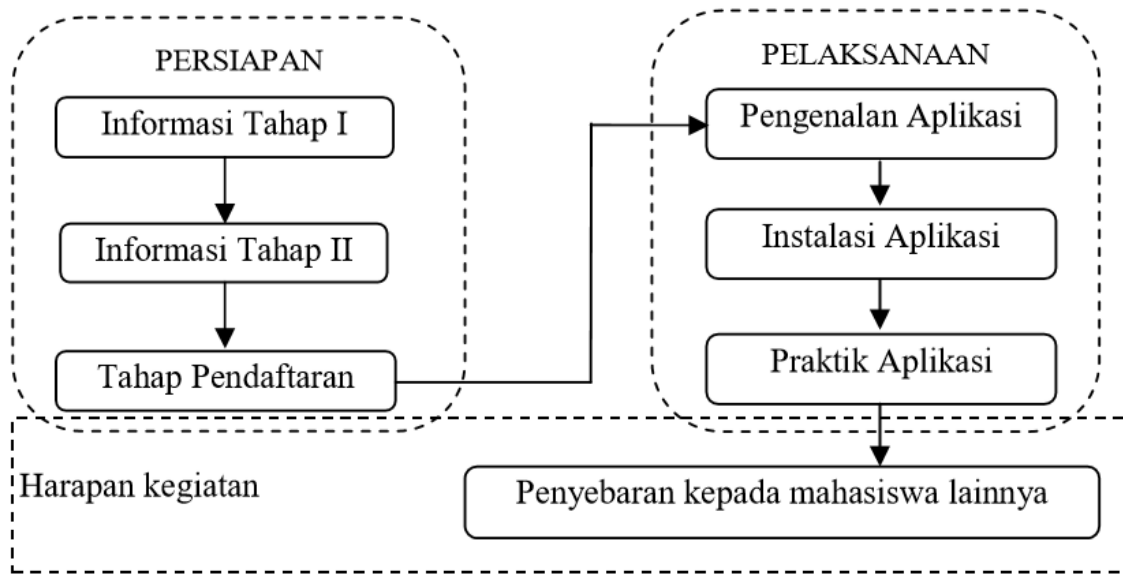 PERSIAPAN
Informasi Tahap I
Informasi Tahap II
Tahap Pendaftaran
PELAKSANAAN
Pengenalan Aplikasi
Instalasi Aplikasi
Praktik Aplikasi
Harapan kegiatan
Penyebaran kepada mahasiswa lainnya